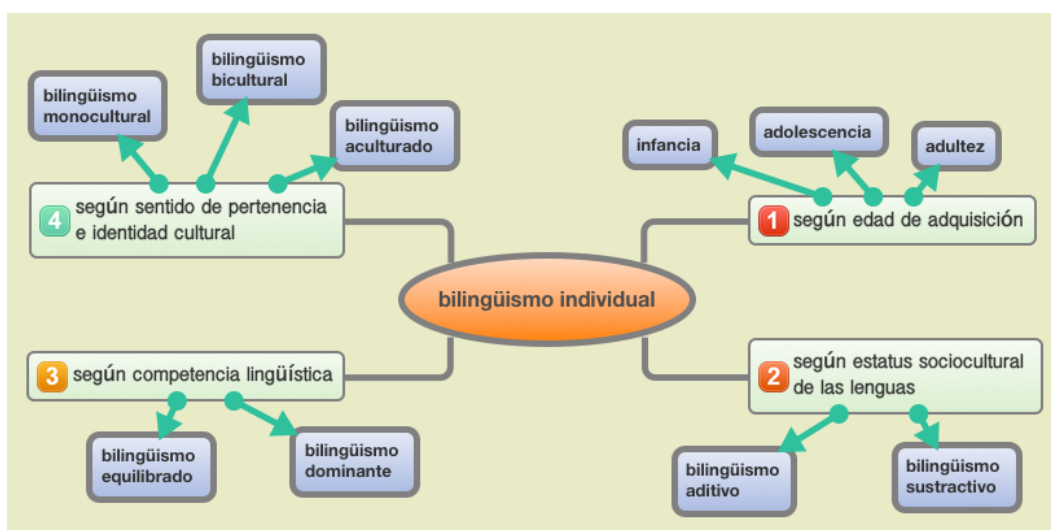 bilingüismo individual
1 según edad de adquisición
infancia
adolescencia
adultez
2 según estatus sociocultural
de las lenguas
bilingüismo
aditivo
bilingüismo
sustractivo
3 según competencia lingüística
bilingüismo
equilibrado
bilingüismo
dominante
4 según sentido de pertenencia
e identidad cultural
bilingüismo
monocultural
bilingüismo
bicultural
bilingüismo
aculturado